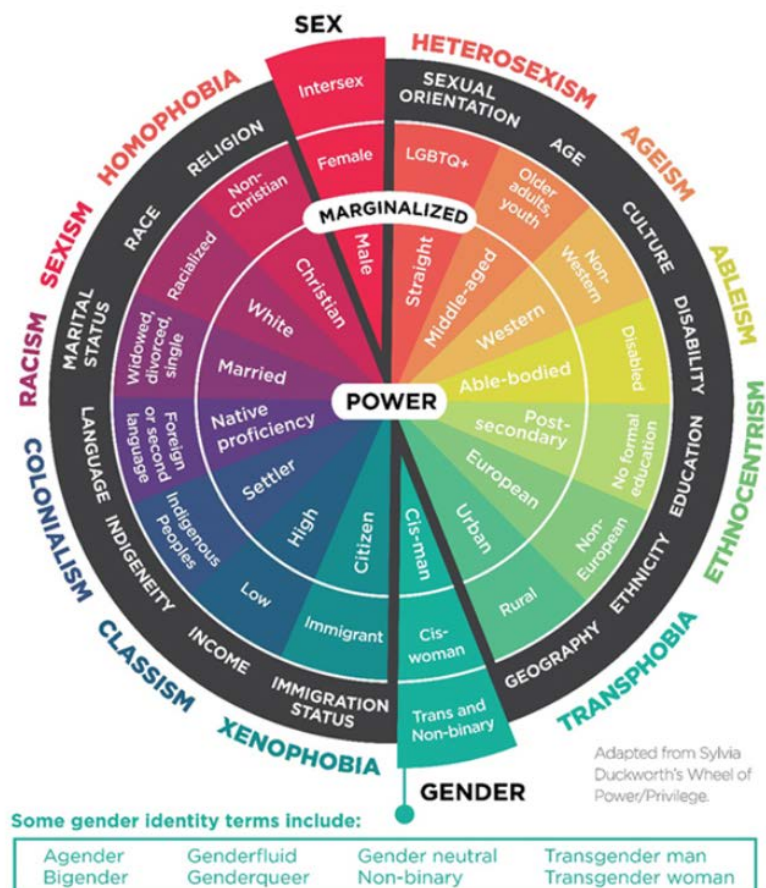 SEX
Intersex
Female
Male
HETEROSEXISM
SEXUAL
ORIENTATION
LGBTQ+
Straight
AGEISM
AGE
Older
adults,
youth
Middle-aged
CULTURE
Non-
Western
Western
ABLEISM
DISABILITY
Disabled
Able-bodied
EDUCATION
No formal
education
Post-
secondary
ETHNOCENTRISM
ETHNICITY
Non-
European
European
GEOGRAPHY
Rural
Urban
TRANSPHOBIA
Cis-man
Cis-
woman
Trans and
Non-binary
GENDER
XENOPHOBIA
IMMIGRATION
STATUS
Immigrant
Citizen
CLASSISM
INCOME
Low
High
COLONIALISM
INDIGENEITY
Indigenous
Peoples
Settler
LANGUAGE
Foreign
or second
language
Native
proficiency
RACISM
MARITAL
STATUS
Widowed,
divorced,
single
Married
SEXISM
RACE
Racialized
White
HOMOPHOBIA
RELIGION
Non-
Christian
Christian
MARGINALIZED
POWER
Adapted from Sylvia
Duckworth's Wheel of
Power/Privilege.
Some gender identity terms include:
Agender Genderfluid Gender neutral Transgender man
Bigender Genderqueer Non-binary Transgender woman